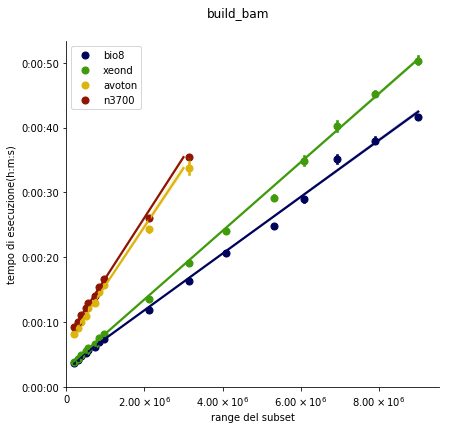 build_bam
bio8
xeond
avoton
n3700
tempo di esecuzione(h:m:s)
0:00:50
0:00:40
0:00:30
0:00:20
0:00:10
0:00:00
0
2.00 × 10⁶
4.00 × 10⁶
6.00 × 10⁶
8.00 × 10⁶
range del subset